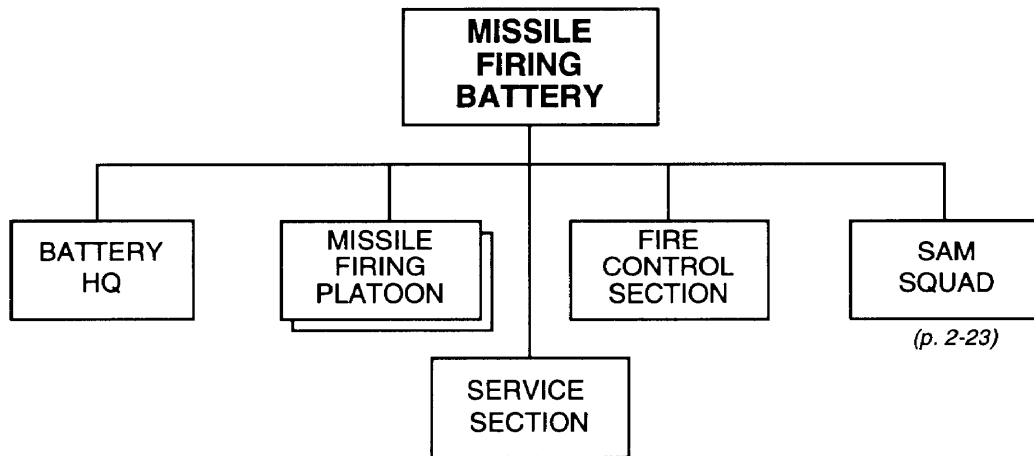 MISSILE
FIRING
BATTERY
BATTERY
HQ
MISSILE
FIRING
PLATOON
FIRE
CONTROL
SECTION
SAM
SQUAD
(p. 2-23)
SERVICE
SECTION